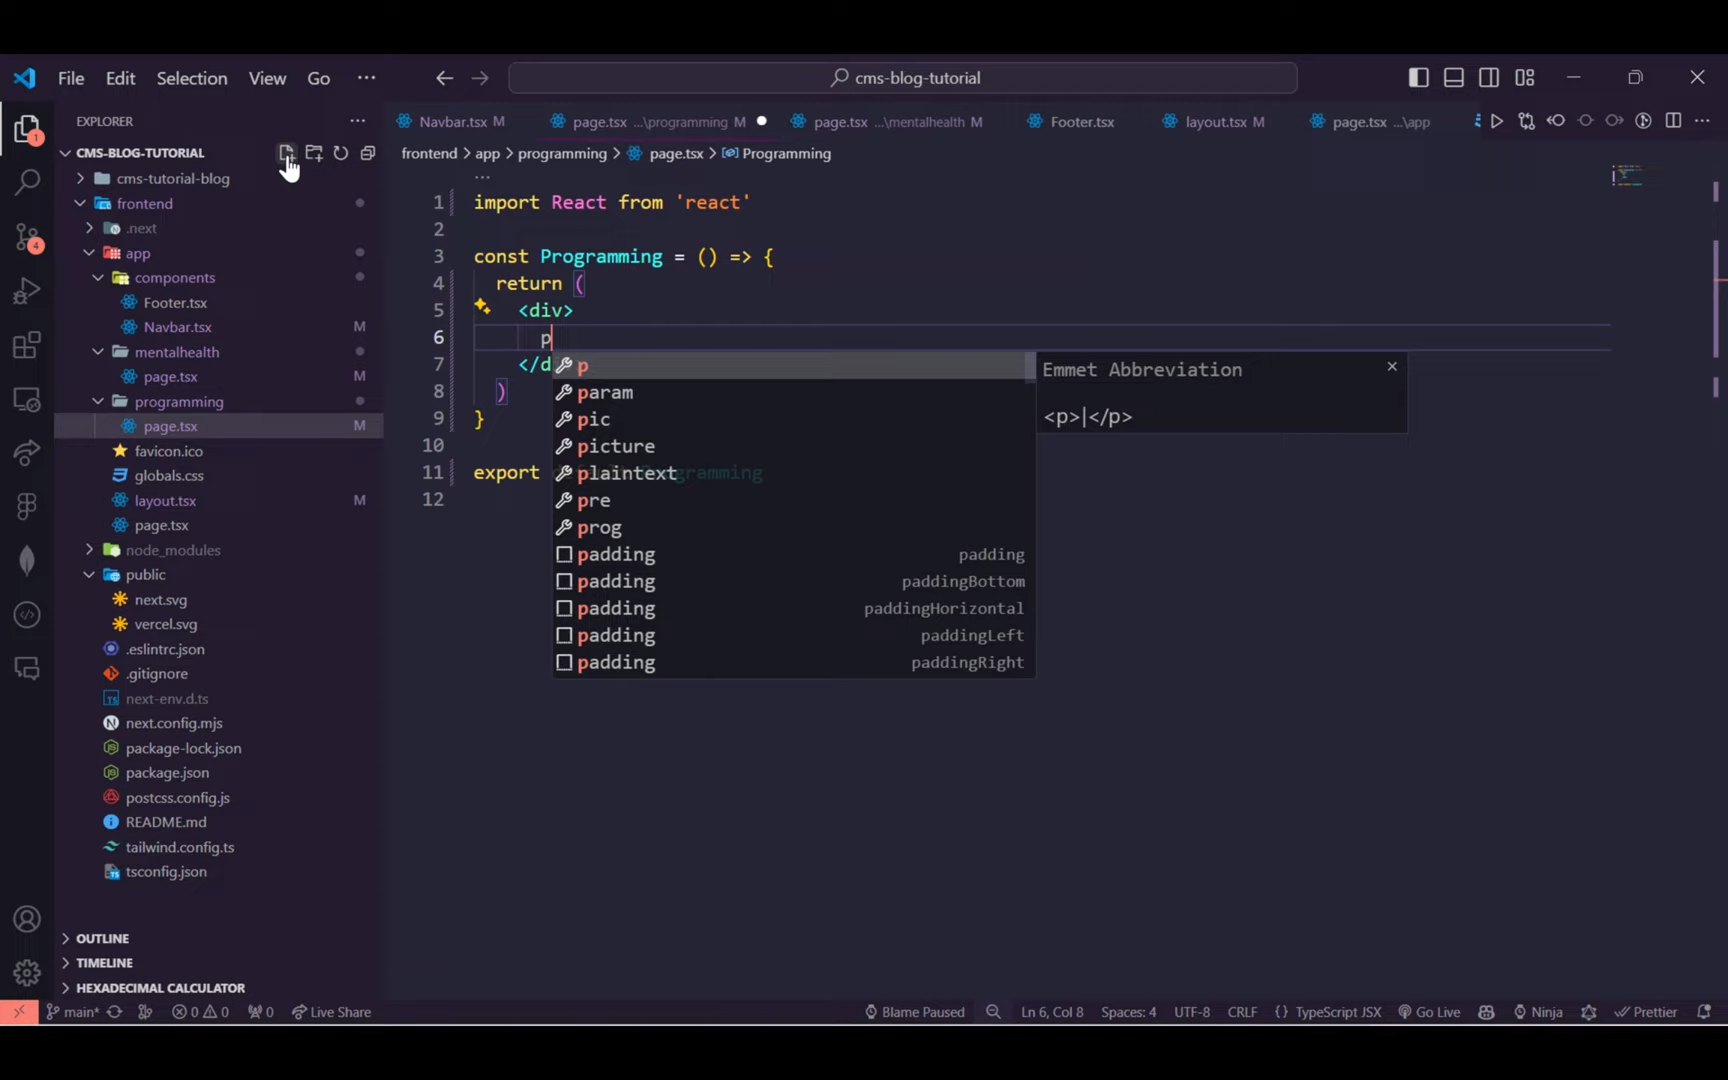 File Edit Selection View Go ···
cms-blog-tutorial
EXPLORER ···
CMS-BLOG-TUTORIAL
cms-tutorial-blog
frontend
.next
app
components
Footer.tsx
Navbar.tsx M
mentalhealth
page.tsx M
programming
page.tsx M
favicon.ico
globals.css
layout.tsx M
page.tsx
node_modules
public
next.svg
vercel.svg
.eslintrc.json
.gitignore
next-env.d.ts
next.config.mjs
package-lock.json
package.json
postcss.config.js
README.md
tailwind.config.ts
tsconfig.json
OUTLINE
TIMELINE
HEXADECIMAL CALCULATOR
1
4
Navbar.tsx M page.tsx ...\programming M page.tsx ...\mentalhealth M Footer.tsx layout.tsx M page.tsx ...\app
frontend > app > programming > page.tsx > Programming
...
1 import React from 'react'
2
3 const Programming = () => {
4 return (
5 <div>
6 p
7 </d
8 )
9 }
10
11 export default Programming
12
p
param
pic
picture
plaintext
pre
prog
padding padding
padding paddingBottom
padding paddingHorizontal
padding paddingLeft
padding paddingRight
Emmet Abbreviation
<p>|</p>
main* 0 0 0 Live Share Blame Paused Ln 6, Col 8 Spaces: 4 UTF-8 CRLF {} TypeScript JSX Go Live Ninja Prettier